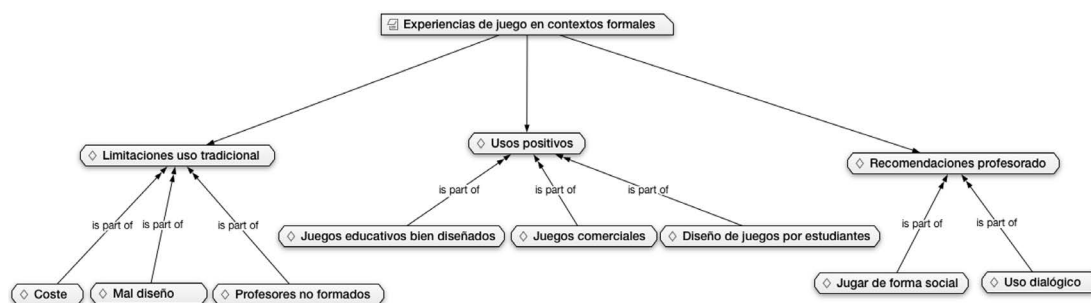 Experiencias de juego en contextos formales
Limitaciones uso tradicional
Usos positivos
Recomendaciones profesorado
is part of
is part of
is part of
is part of
is part of
is part of
is part of
is part of
Juegos educativos bien diseñados
Juegos comerciales
Diseño de juegos por estudiantes
Coste
Mal diseño
Profesores no formados
Jugar de forma social
Uso dialógico